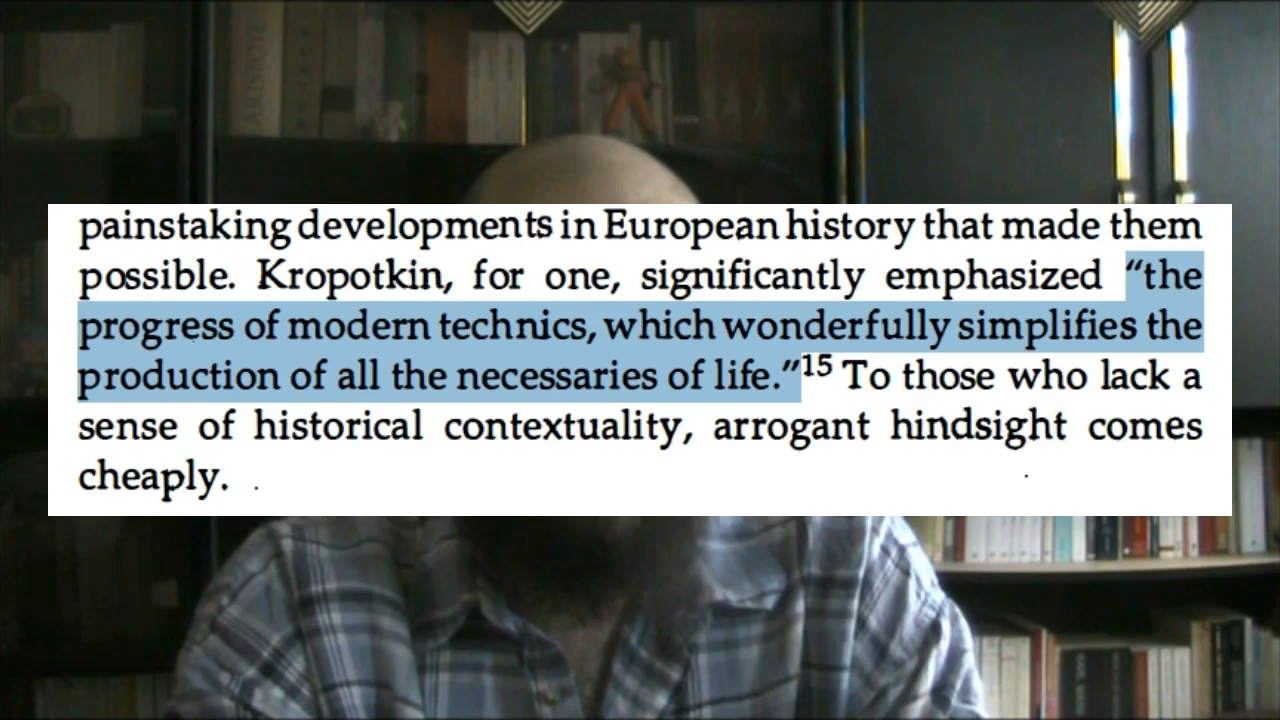 painstaking developments in European history that made them
possible. Kropotkin, for one, significantly emphasized “the
progress of modern technics, which wonderfully simplifies the
production of all the necessaries of life.”15 To those who lack a
sense of historical contextuality, arrogant hindsight comes
cheaply.